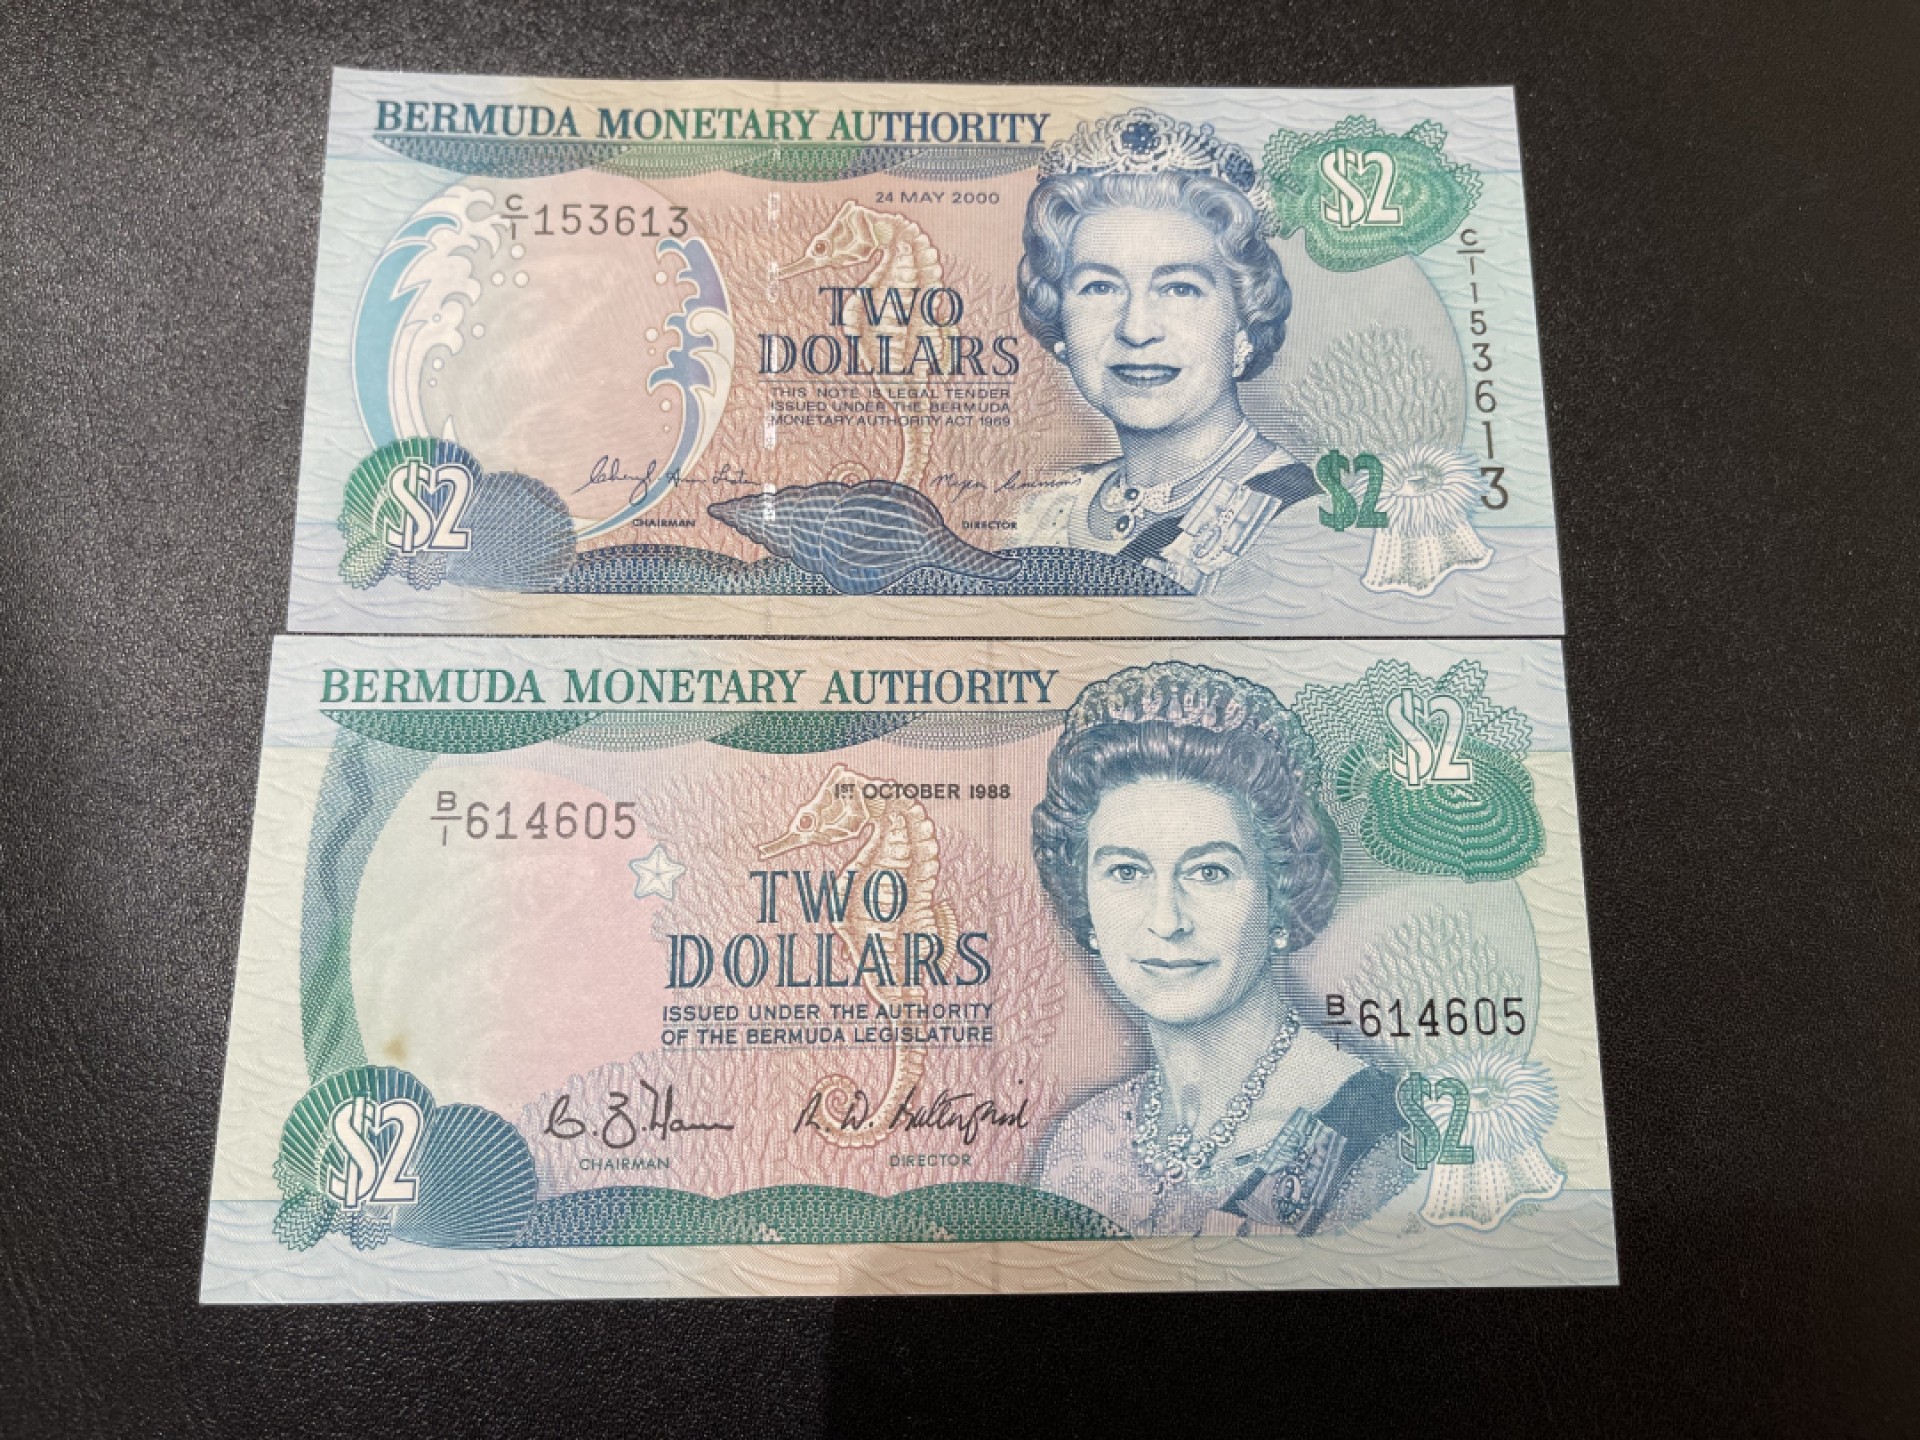 BERMUDA MONETARY AUTHORITY
$2
24 MAY 2000
C/1 153613
C/1 153613
TWO
DOLLARS
THIS NOTE IS LEGAL TENDER
ISSUED UNDER THE BERMUDA
MONETARY AUTHORITY ACT 1969
$2
$2
CHAIRMAN
DIRECTOR
BERMUDA MONETARY AUTHORITY
$2
1ST OCTOBER 1988
B/1 614605
TWO
DOLLARS
ISSUED UNDER THE AUTHORITY
OF THE BERMUDA LEGISLATURE
B/1 614605
$2
$2
CHAIRMAN
DIRECTOR